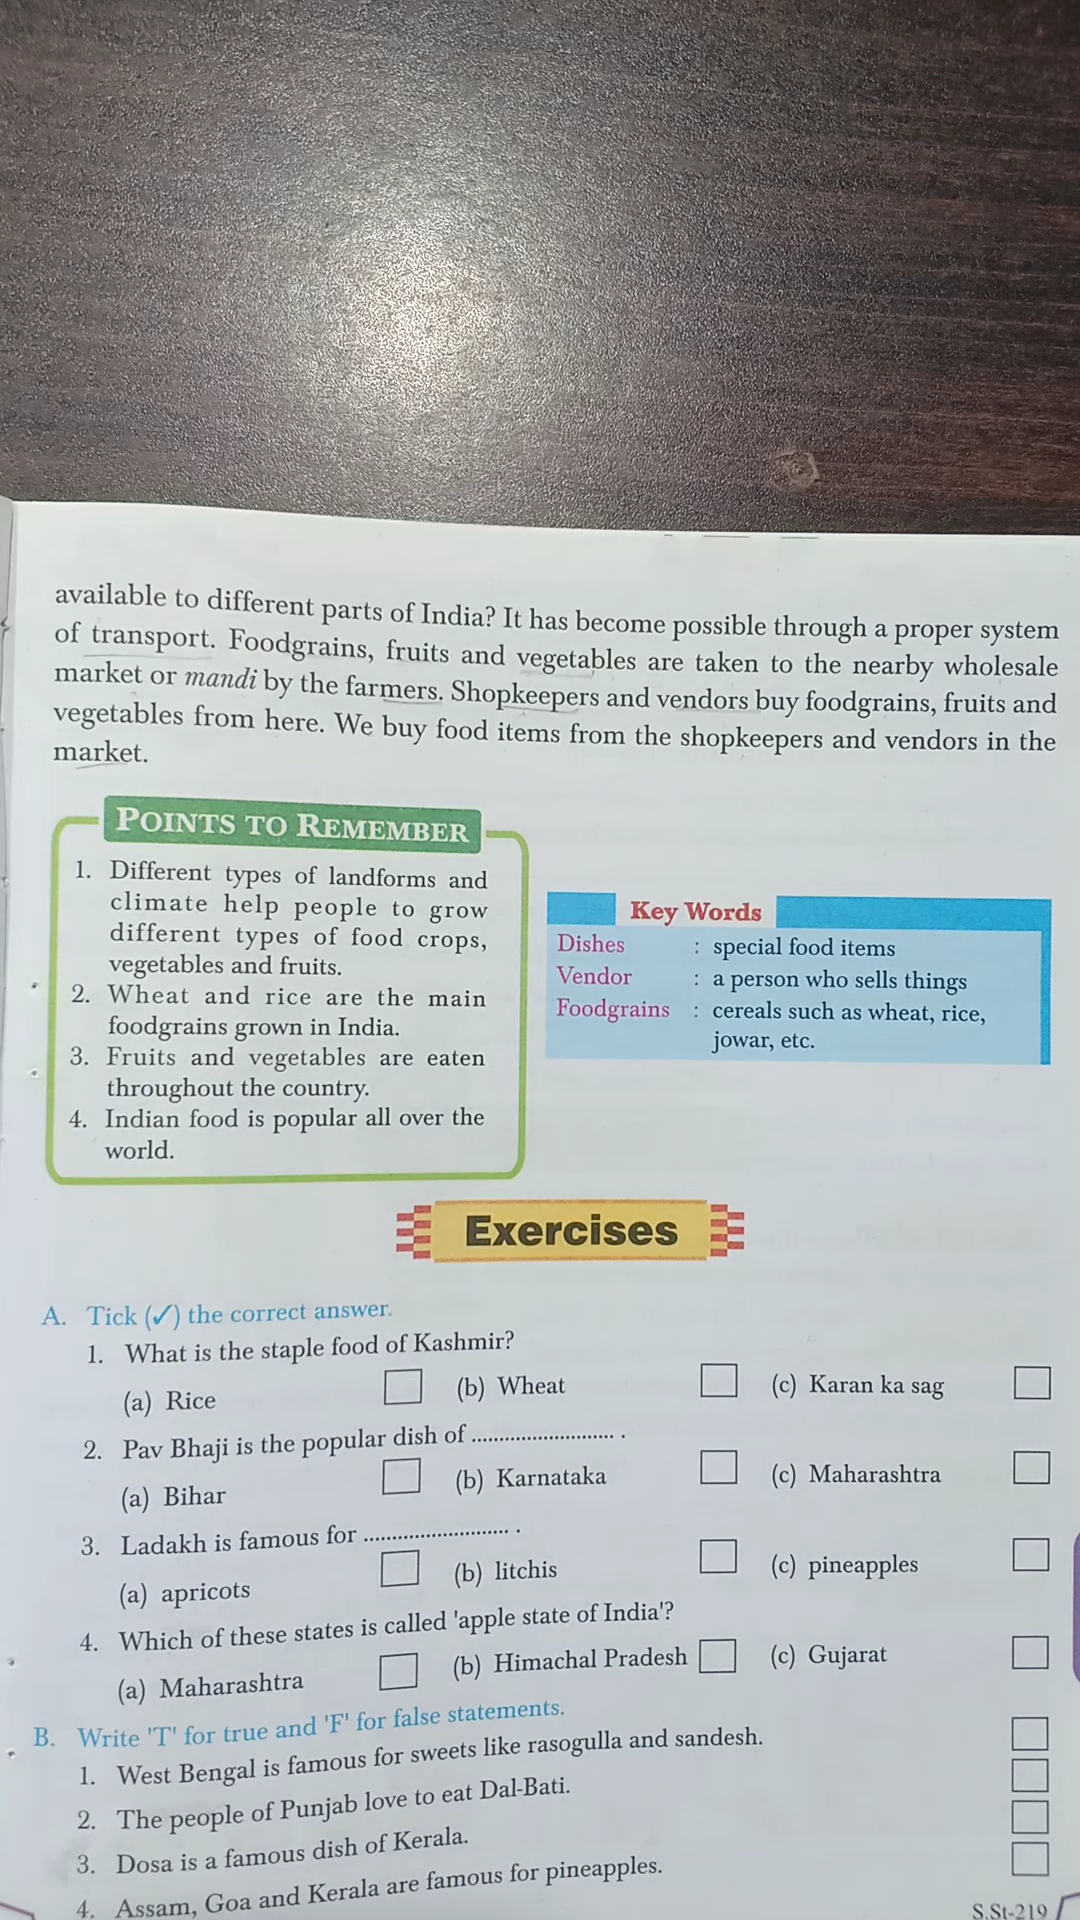 available to different parts of India? It has become possible through a proper system
of transport. Foodgrains, fruits and vegetables are taken to the nearby wholesale
market or mandi by the farmers. Shopkeepers and vendors buy foodgrains, fruits and
vegetables from here. We buy food items from the shopkeepers and vendors in the
market.
POINTS TO REMEMBER
1. Different types of landforms and
climate help people to grow
different types of food crops,
vegetables and fruits.
2. Wheat and rice are the main
foodgrains grown in India.
3. Fruits and vegetables are eaten
throughout the country.
4. Indian food is popular all over the
world.
Key Words
Dishes : special food items
Vendor : a person who sells things
Foodgrains : cereals such as wheat, rice,
jowar, etc.
Exercises
A. Tick (✓) the correct answer.
1. What is the staple food of Kashmir?
(a) Rice (b) Wheat (c) Karan ka sag
2. Pav Bhaji is the popular dish of ......................... .
(a) Bihar (b) Karnataka (c) Maharashtra
3. Ladakh is famous for ......................... .
(a) apricots (b) litchis (c) pineapples
4. Which of these states is called 'apple state of India'?
(a) Maharashtra (b) Himachal Pradesh (c) Gujarat
B. Write 'T' for true and 'F' for false statements.
1. West Bengal is famous for sweets like rasogulla and sandesh.
2. The people of Punjab love to eat Dal-Bati.
3. Dosa is a famous dish of Kerala.
4. Assam, Goa and Kerala are famous for pineapples.
S.St-219